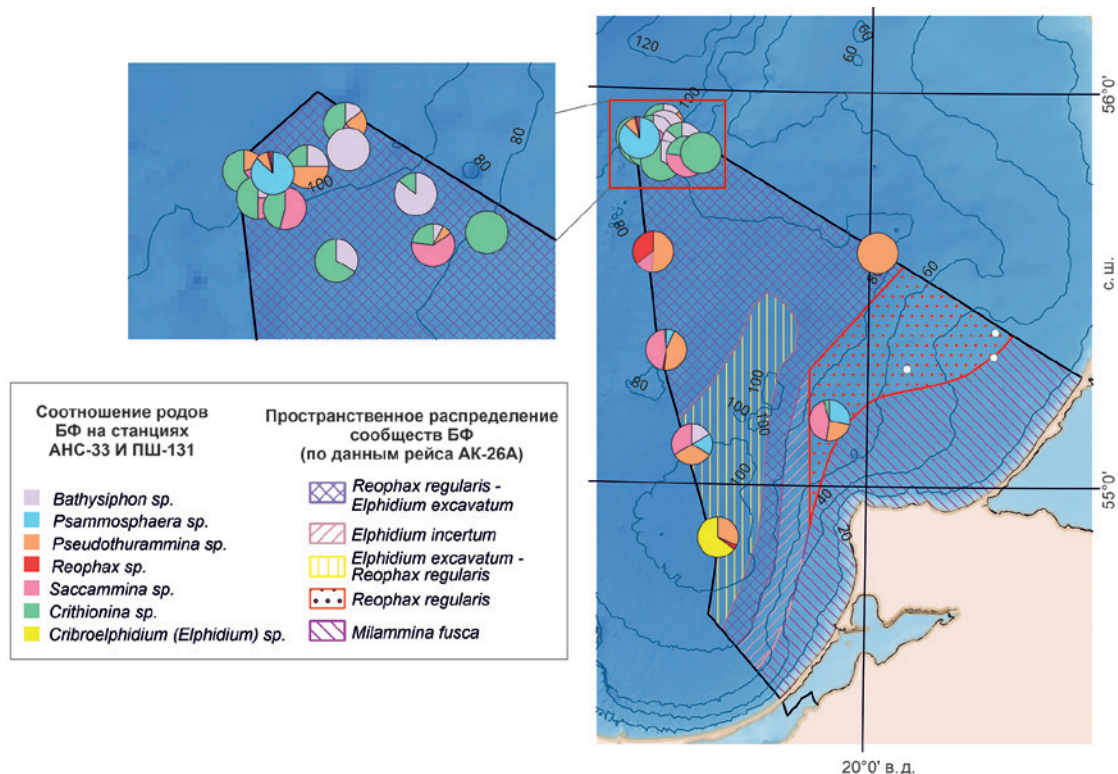 120
60
60
100
56°0'
80
80
100
80
80
60
с. ш.
80
100
100
100
100
40
55°0'
20
20°0' в. д.
Соотношение родов
БФ на станциях
АНС-33 И ПШ-131
Bathysiphon sp.
Psammosphaera sp.
Pseudothurammina sp.
Reophax sp.
Saccammina sp.
Crithionina sp.
Cribroelphidium (Elphidium) sp.
Пространственное распределение
сообществ БФ
(по данным рейса АК-26А)
Reophax regularis -
Elphidium excavatum
Elphidium incertum
Elphidium excavatum -
Reophax regularis
Reophax regularis
Milammina fusca